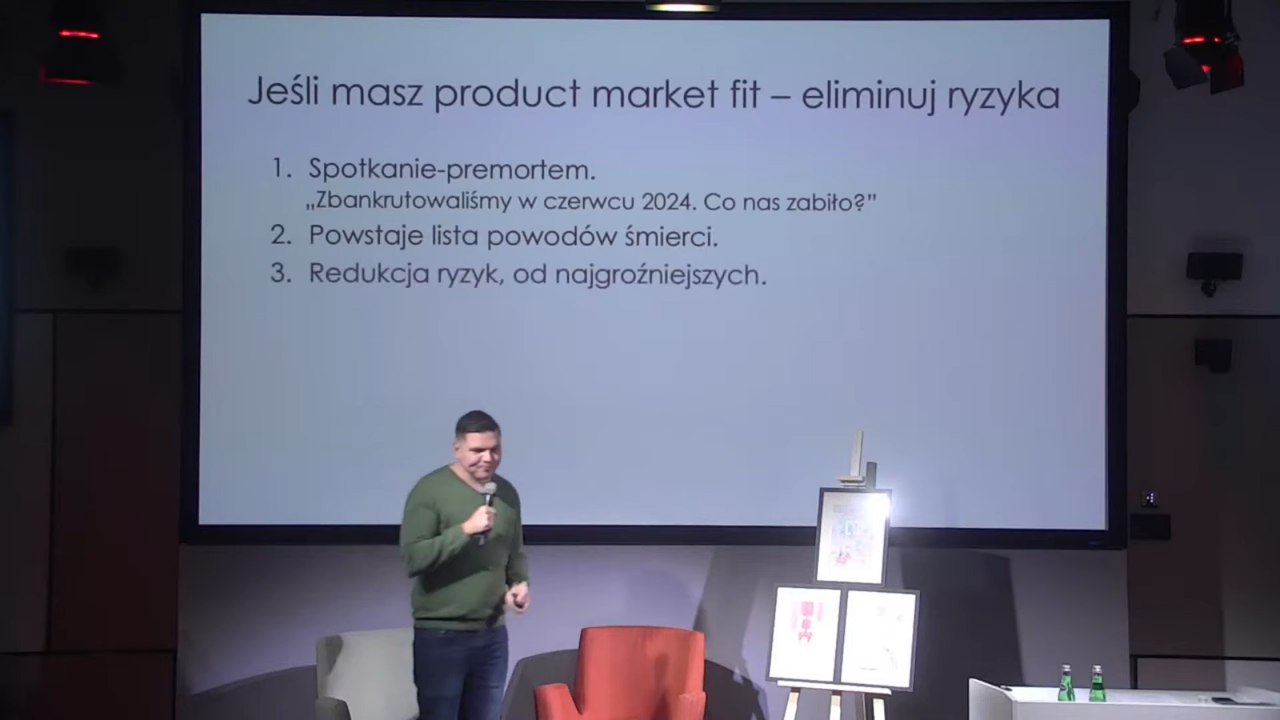 Jeśli masz product market fit – eliminuj ryzyka
1. Spotkanie-premortem.
„Zbankrutowaliśmy w czerwcu 2024. Co nas zabiło?”
2. Powstaje lista powodów śmierci.
3. Redukcja ryzyk, od najgroźniejszych.